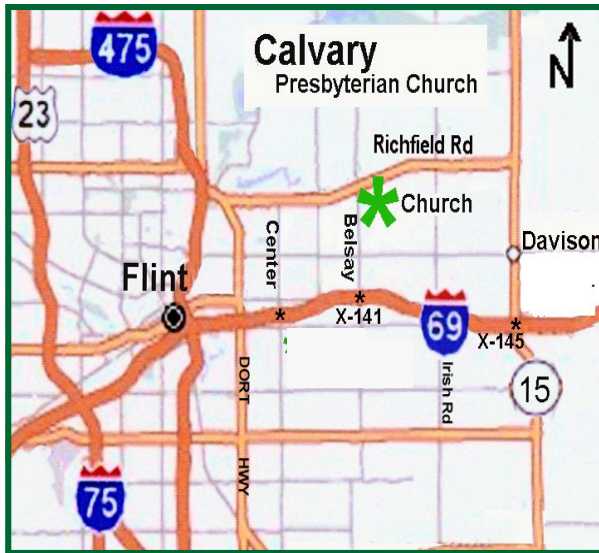 475
Calvary
Presbyterian Church
N
23
Richfield Rd
Church
Center
Belsay
Davison
Flint
X-141
69
X-145
Irish Rd
15
DORT
HWY
75